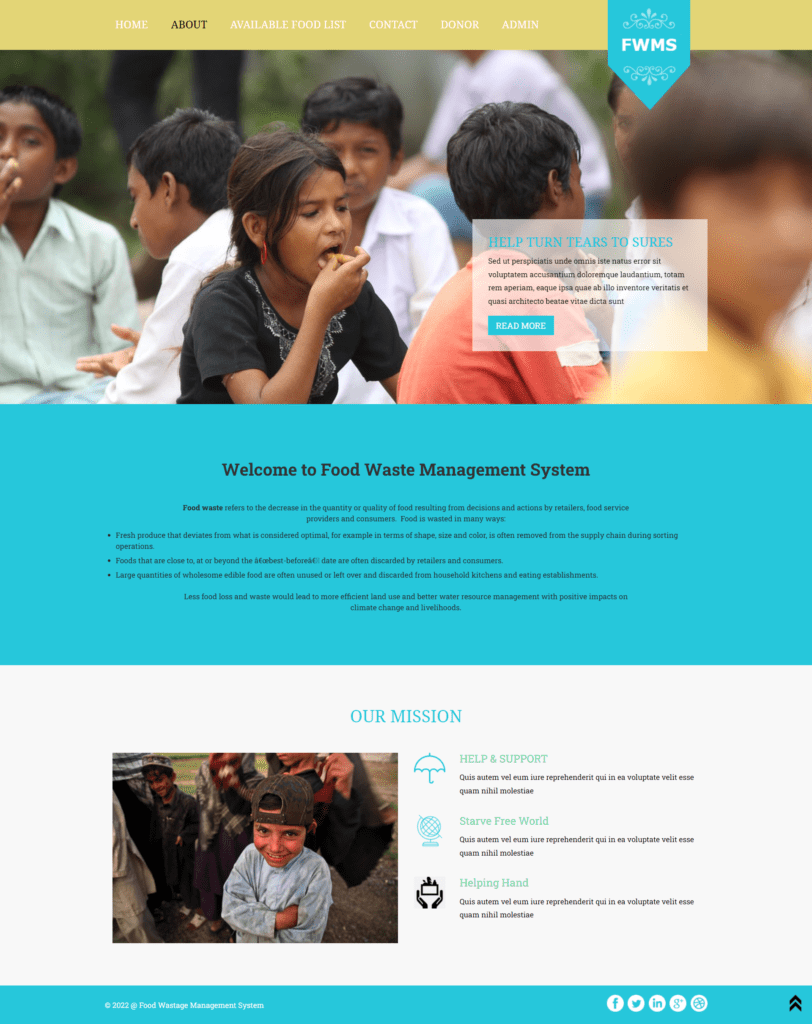 HOME ABOUT AVAILABLE FOOD LIST CONTACT DONOR ADMIN
FWMS
HELP TURN TEARS TO SURES
Sed ut perspiciatis unde omnis iste natus error sit
voluptatem accusantium doloremque laudantium, totam
rem aperiam, eaque ipsa quae ab illo inventore veritatis et
quasi architecto beatae vitae dicta sunt
READ MORE
Welcome to Food Waste Management System
Food waste refers to the decrease in the quantity or quality of food resulting from decisions and actions by retailers, food service
providers and consumers. Food is wasted in many ways:
• Fresh produce that deviates from what is considered optimal, for example in terms of shape, size and color, is often removed from the supply chain during sorting
operations.
• Foods that are close to, at or beyond the â€œbest-beforeâ€ date are often discarded by retailers and consumers.
• Large quantities of wholesome edible food are often unused or left over and discarded from household kitchens and eating establishments.
Less food loss and waste would lead to more efficient land use and better water resource management with positive impacts on
climate change and livelihoods.
OUR MISSION
HELP & SUPPORT
Quis autem vel eum iure reprehenderit qui in ea voluptate velit esse
quam nihil molestiae
Starve Free World
Quis autem vel eum iure reprehenderit qui in ea voluptate velit esse
quam nihil molestiae
Helping Hand
Quis autem vel eum iure reprehenderit qui in ea voluptate velit esse
quam nihil molestiae
© 2022 @ Food Wastage Management System